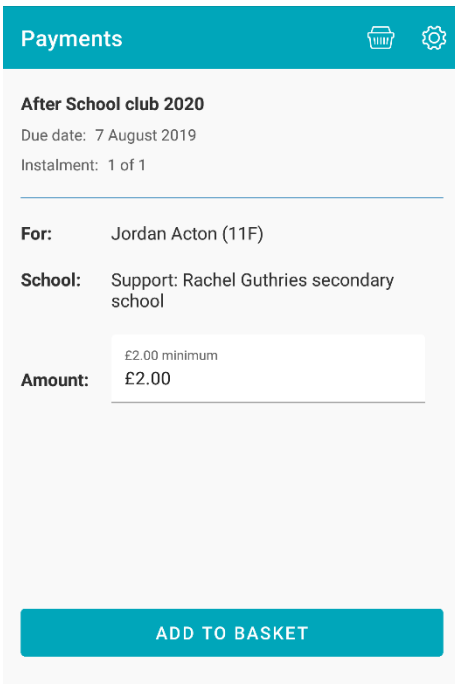 Payments
After School club 2020
Due date: 7 August 2019
Instalment: 1 of 1
For: Jordan Acton (11F)
School: Support: Rachel Guthries secondary
school
£2.00 minimum
Amount: £2.00
ADD TO BASKET